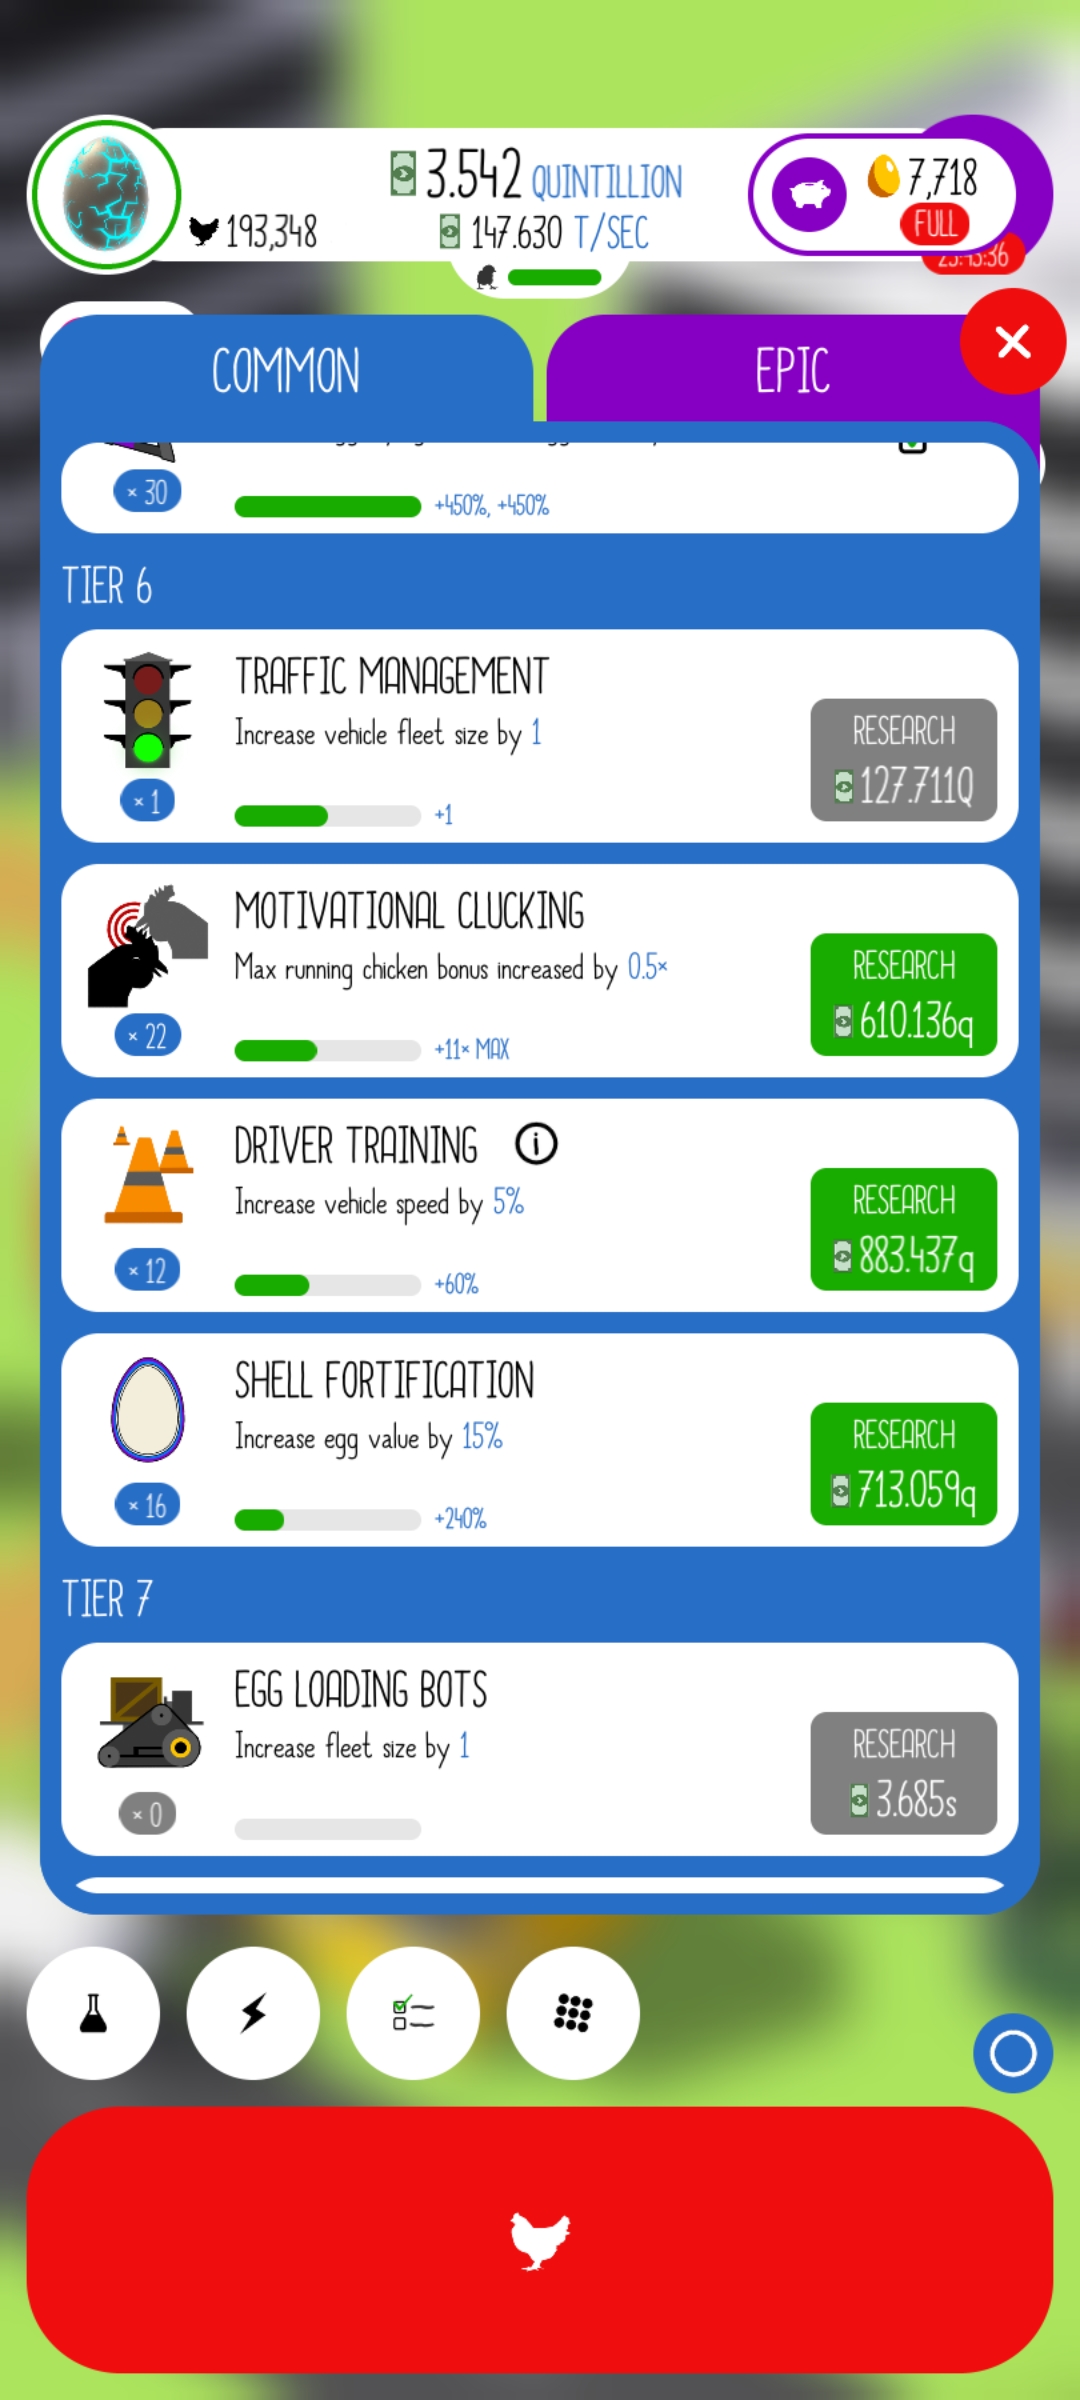 3.542 QUINTILLION
193,348
147.630 T/SEC
7,718
FULL
COMMON
EPIC
× 30
+450%, +450%
TIER 6
TRAFFIC MANAGEMENT
Increase vehicle fleet size by 1
RESEARCH
127.711Q
× 1
+1
MOTIVATIONAL CLUCKING
Max running chicken bonus increased by 0.5×
RESEARCH
610.136q
× 22
+11× MAX
DRIVER TRAINING
Increase vehicle speed by 5%
RESEARCH
883.437q
× 12
+60%
SHELL FORTIFICATION
Increase egg value by 15%
RESEARCH
713.059q
× 16
+240%
TIER 7
EGG LOADING BOTS
Increase fleet size by 1
RESEARCH
3.685s
× 0